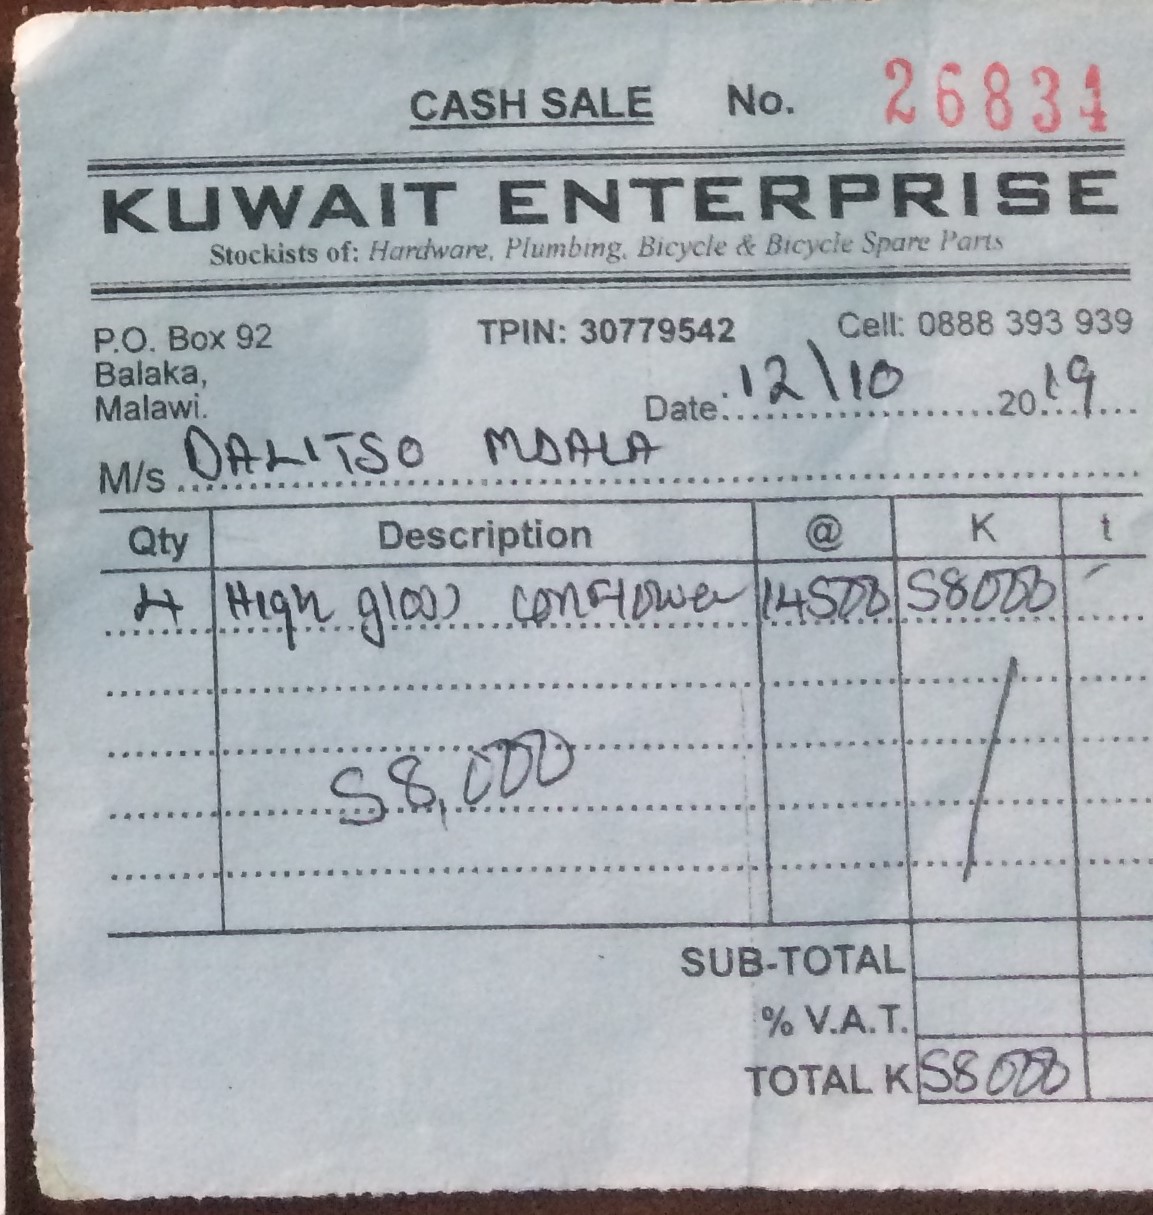 CASH SALE No. 26834
KUWAIT ENTERPRISE
Stockists of: Hardware, Plumbing, Bicycle & Bicycle Spare Parts
P.O. Box 92 TPIN: 30779542 Cell: 0888 393 939
Balaka,
Malawi. Date: 12\10 2019
M/s DALITSO MDALA
Qty Description @ K t
4 High gloss conflower 14500 58000 -
58,000
SUB-TOTAL
% V.A.T.
TOTAL K 58000